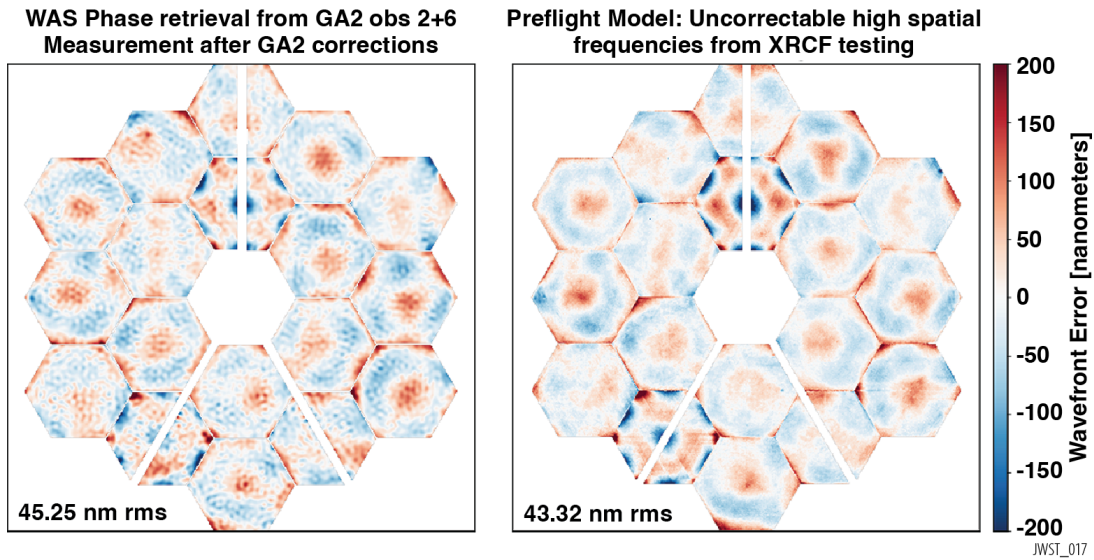 WAS Phase retrieval from GA2 obs 2+6
Measurement after GA2 corrections
Preflight Model: Uncorrectable high spatial
frequencies from XRCF testing
45.25 nm rms
43.32 nm rms
200
150
100
50
0
-50
-100
-150
-200
Wavefront Error [nanometers]
JWST_017